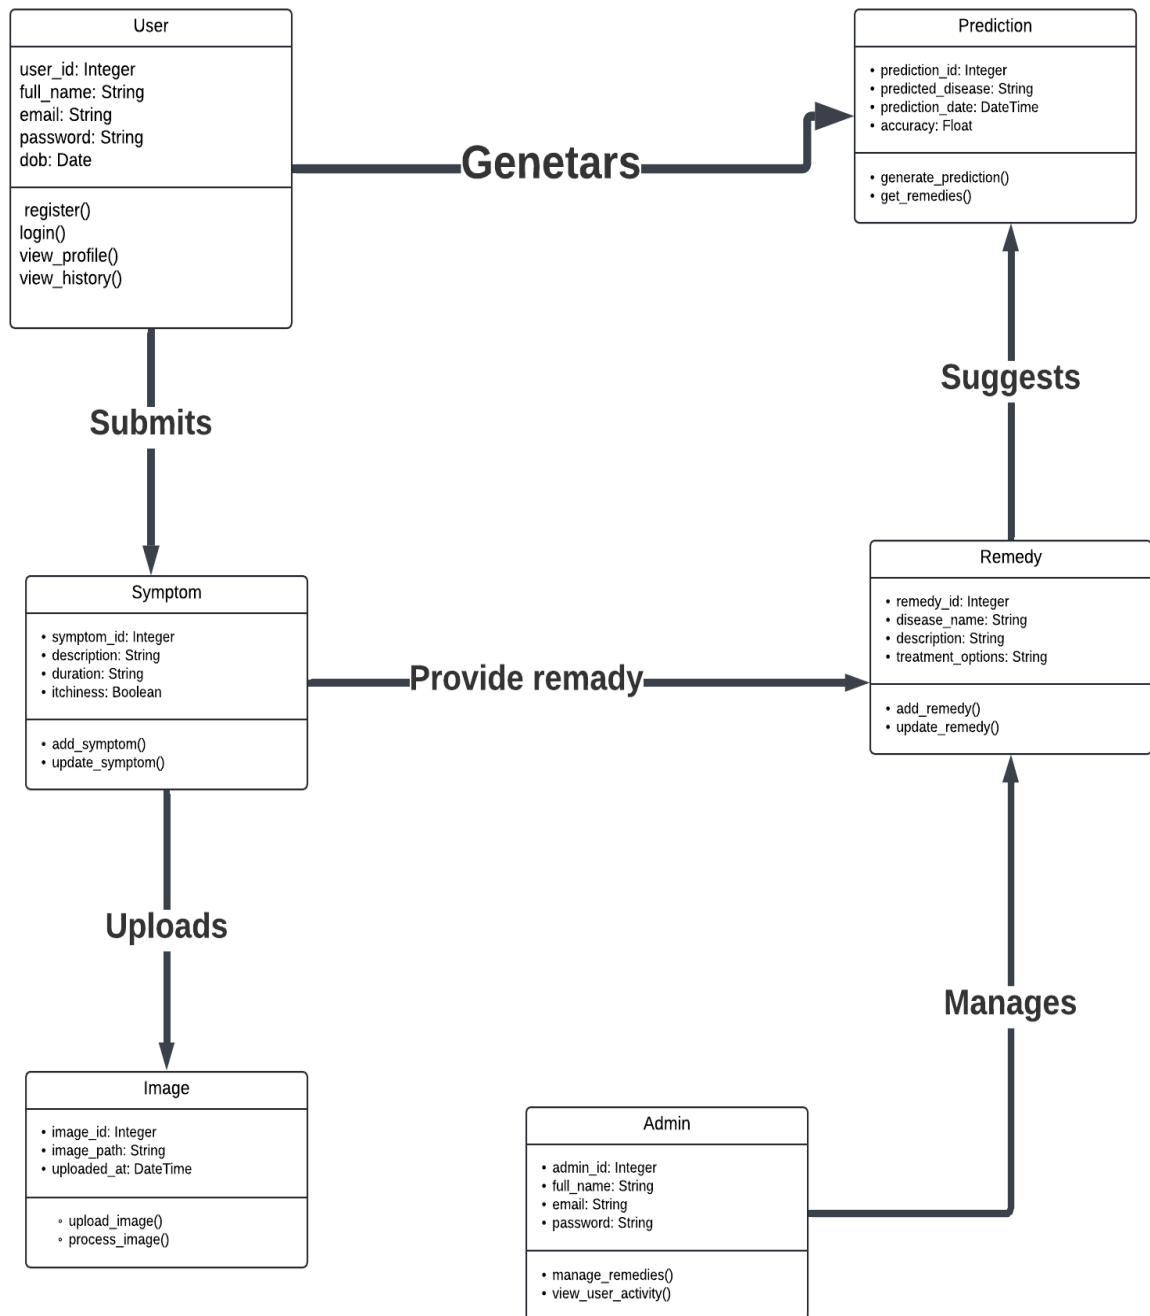 User
user_id: Integer
full_name: String
email: String
password: String
dob: Date
register()
login()
view_profile()
view_history()
Genetars
Prediction
• prediction_id: Integer
• predicted_disease: String
• prediction_date: DateTime
• accuracy: Float
• generate_prediction()
• get_remedies()
Submits
Suggests
Symptom
• symptom_id: Integer
• description: String
• duration: String
• itchiness: Boolean
• add_symptom()
• update_symptom()
Provide remady
Remedy
• remedy_id: Integer
• disease_name: String
• description: String
• treatment_options: String
• add_remedy()
• update_remedy()
Uploads
Manages
Image
• image_id: Integer
• image_path: String
• uploaded_at: DateTime
◦ upload_image()
◦ process_image()
Admin
• admin_id: Integer
• full_name: String
• email: String
• password: String
• manage_remedies()
• view_user_activity()